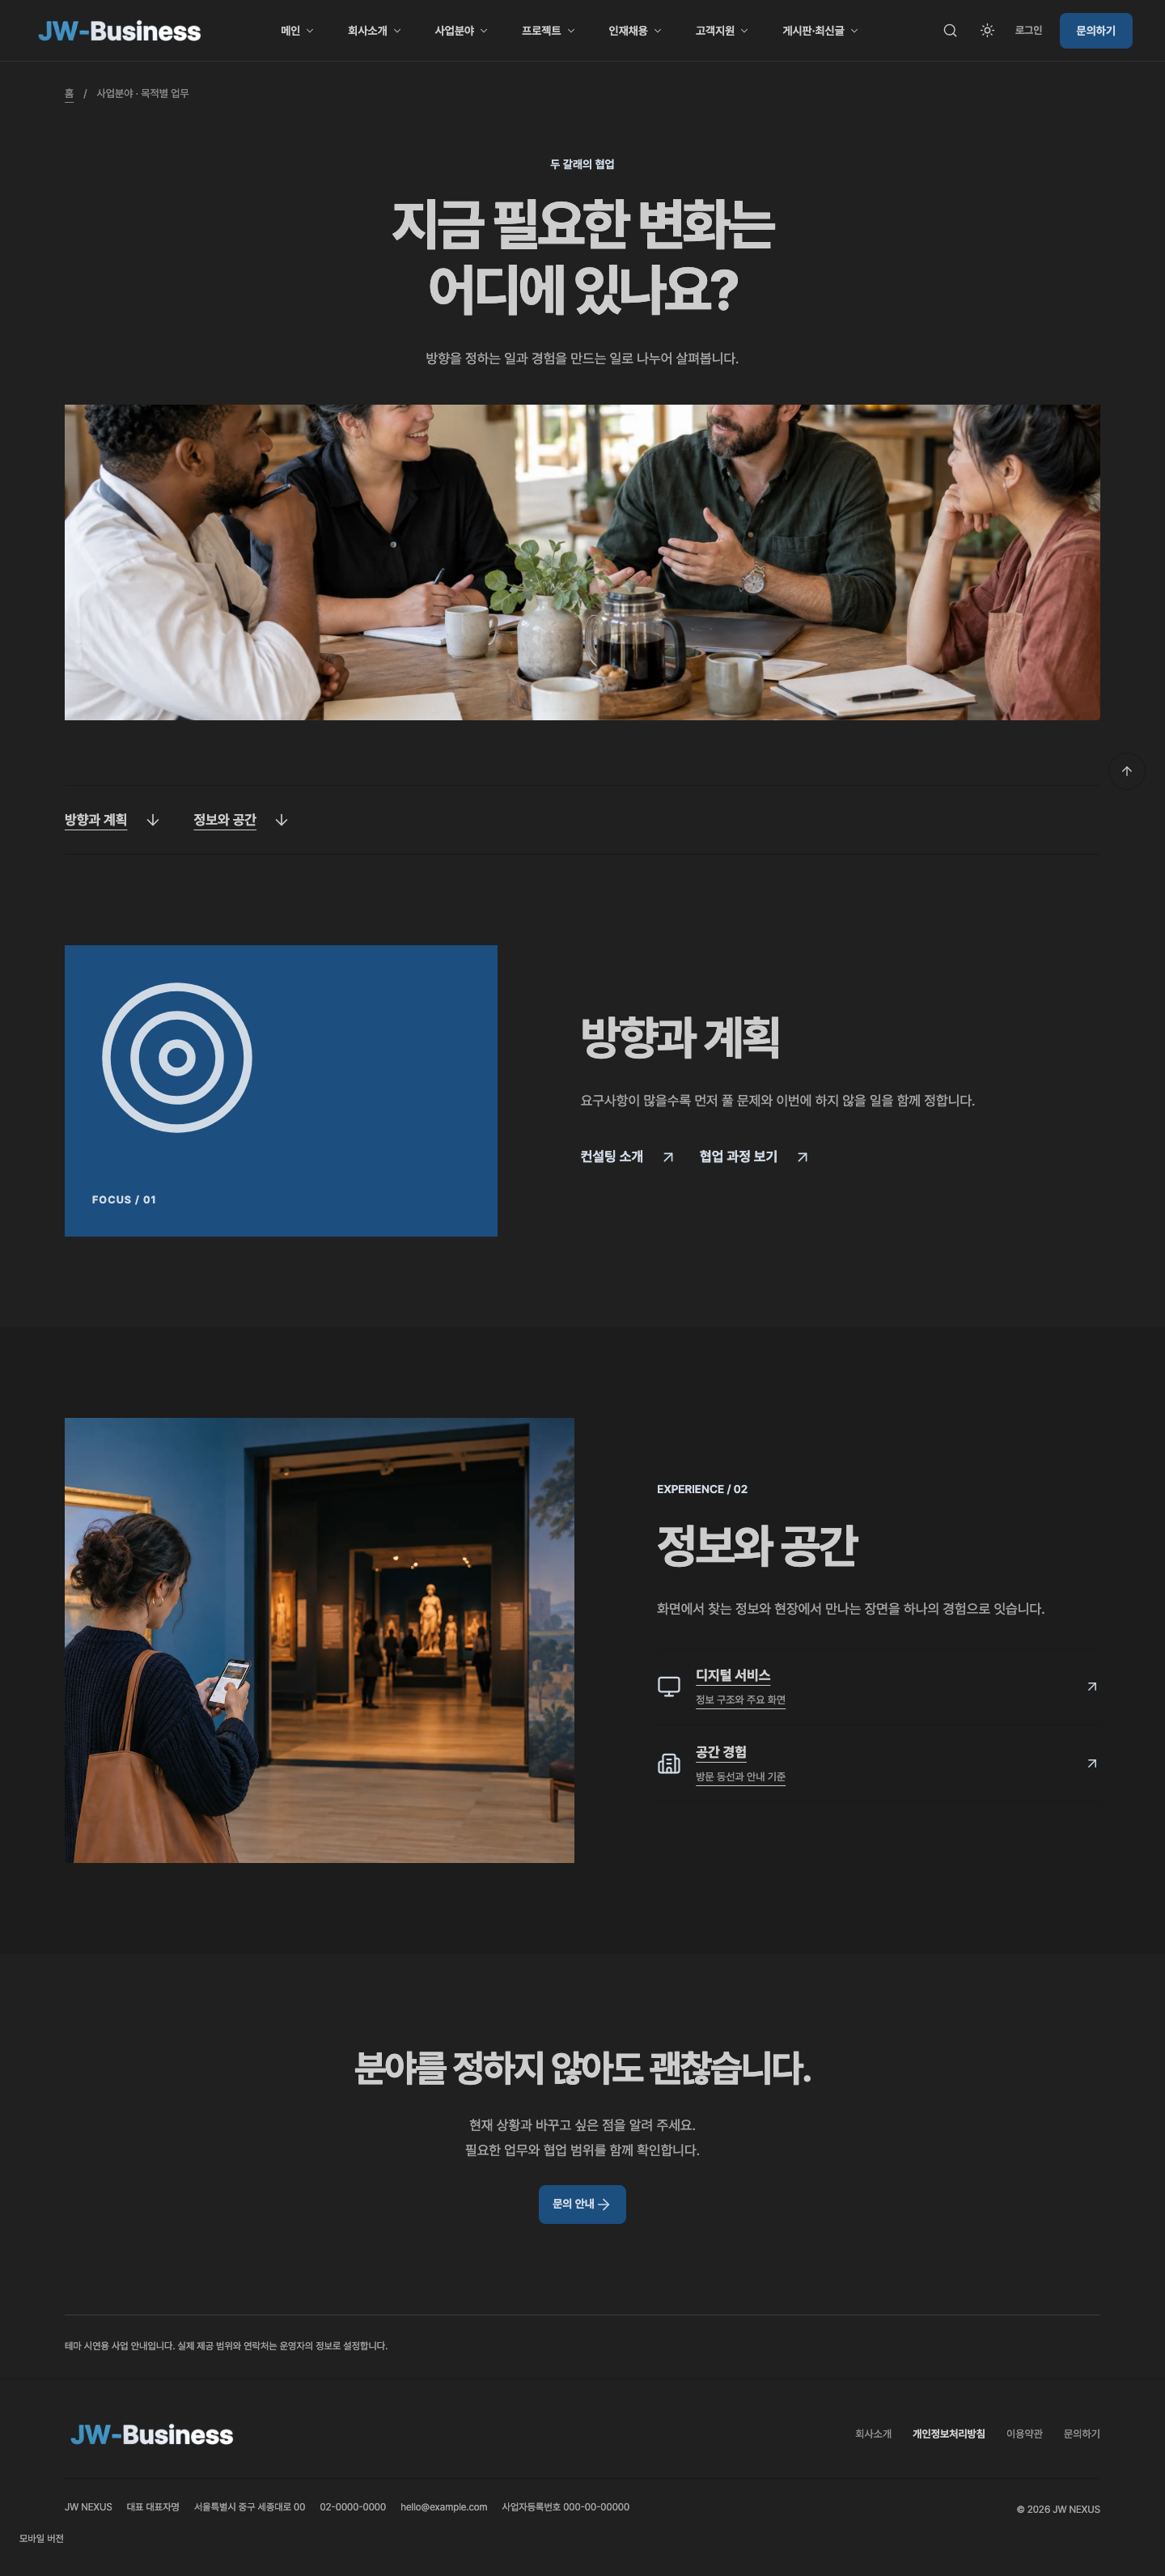 JW-Business
메인
회사소개
사업분야
프로젝트
인재채용
고객지원
게시판·최신글
로그인
문의하기
홈 / 사업분야 · 목적별 업무
두 갈래의 협업
지금 필요한 변화는
어디에 있나요?
방향을 정하는 일과 경험을 만드는 일로 나누어 살펴봅니다.
방향과 계획
정보와 공간
FOCUS / 01
방향과 계획
요구사항이 많을수록 먼저 풀 문제와 이번에 하지 않을 일을 함께 정합니다.
컨설팅 소개
협업 과정 보기
EXPERIENCE / 02
정보와 공간
화면에서 찾는 정보와 현장에서 만나는 장면을 하나의 경험으로 잇습니다.
디지털 서비스
정보 구조와 주요 화면
공간 경험
방문 동선과 안내 기준
분야를 정하지 않아도 괜찮습니다.
현재 상황과 바꾸고 싶은 점을 알려 주세요.
필요한 업무와 협업 범위를 함께 확인합니다.
문의 안내
테마 시연용 사업 안내입니다. 실제 제공 범위와 연락처는 운영자의 정보로 설정합니다.
JW-Business
회사소개
개인정보처리방침
이용약관
문의하기
JW NEXUS 대표 대표자명 서울특별시 중구 세종대로 00 02-0000-0000 hello@example.com 사업자등록번호 000-00-00000
© 2026 JW NEXUS
모바일 버전